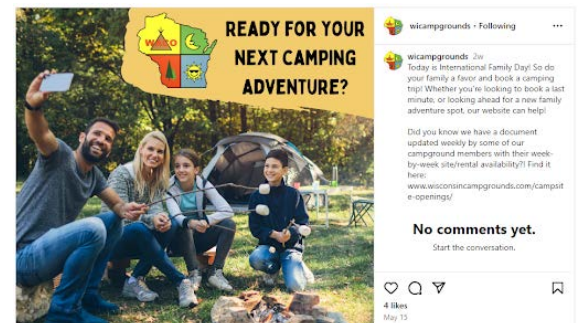 WACO
READY FOR YOUR
NEXT CAMPING
ADVENTURE?
wicampgrounds • Following
...
wicampgrounds 2w
Today is International Family Day! So do
your family a favor and book a camping
trip! Whether you're looking to book a last
minute, or looking ahead for a new family
adventure spot, our website can help!
Did you know we have a document
updated weekly by some of our
campground members with their week-
by-week site/rental availability?! Find it
here:
www.wisconsincampgrounds.com/campsit
e-openings/
No comments yet.
Start the conversation.
4 likes
May 15